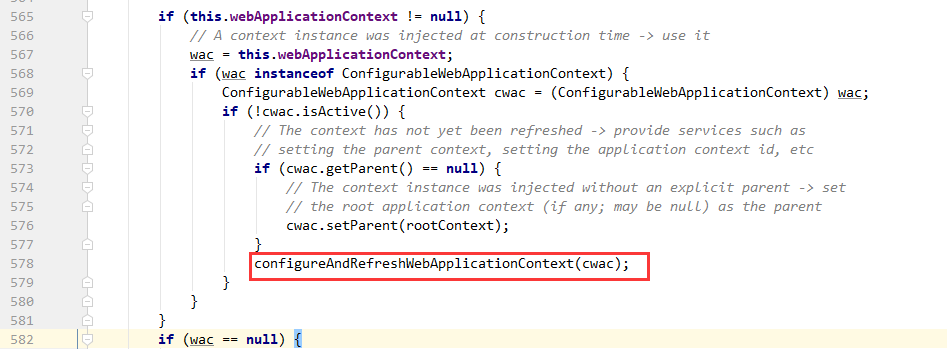 565 if (this.webApplicationContext != null) {
566 // A context instance was injected at construction time -> use it
567 wac = this.webApplicationContext;
568 if (wac instanceof ConfigurableWebApplicationContext) {
569 ConfigurableWebApplicationContext cwac = (ConfigurableWebApplicationContext) wac;
570 if (!cwac.isActive()) {
571 // The context has not yet been refreshed -> provide services such as
572 // setting the parent context, setting the application context id, etc
573 if (cwac.getParent() == null) {
574 // The context instance was injected without an explicit parent -> set
575 // the root application context (if any; may be null) as the parent
576 cwac.setParent(rootContext);
577 }
578 configureAndRefreshWebApplicationContext(cwac);
579 }
580 }
581 }
582 if (wac == null) {